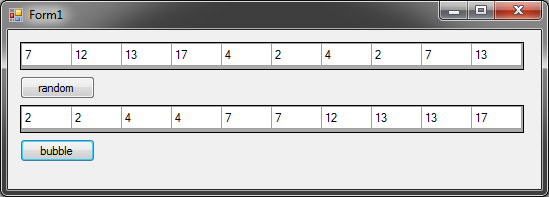 Form1
7 12 13 17 4 2 4 2 7 13
random
2 2 4 4 7 7 12 13 13 17
bubble